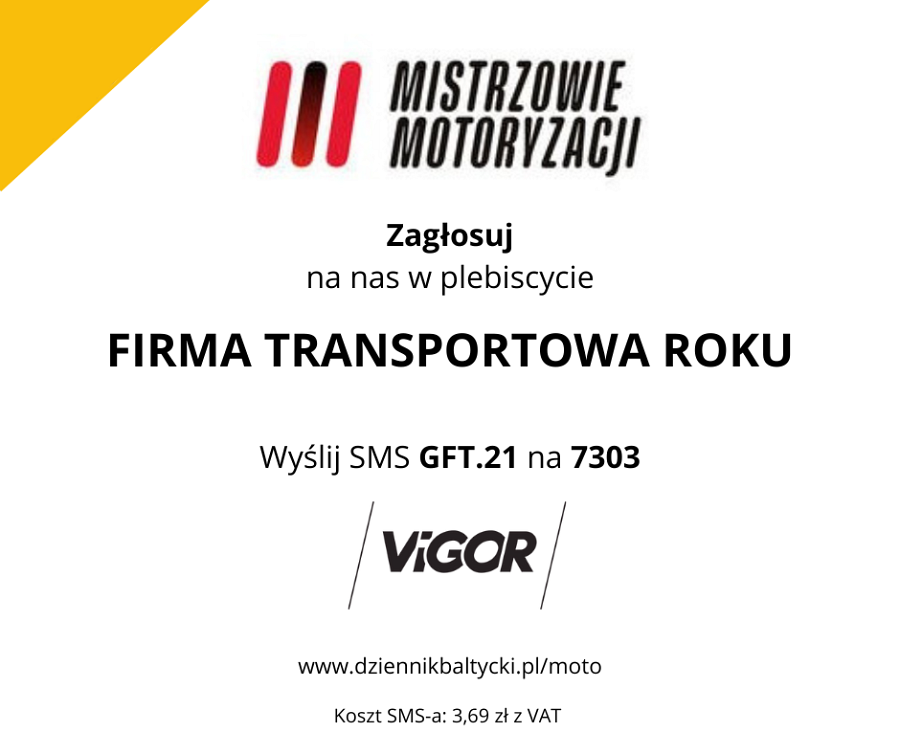 MISTRZOWIE
MOTORYZACJI
Zagłosuj
na nas w plebiscycie
FIRMA TRANSPORTOWA ROKU
Wyślij SMS GFT.21 na 7303
ViGOR
www.dziennikbaltycki.pl/moto
Koszt SMS-a: 3,69 zł z VAT